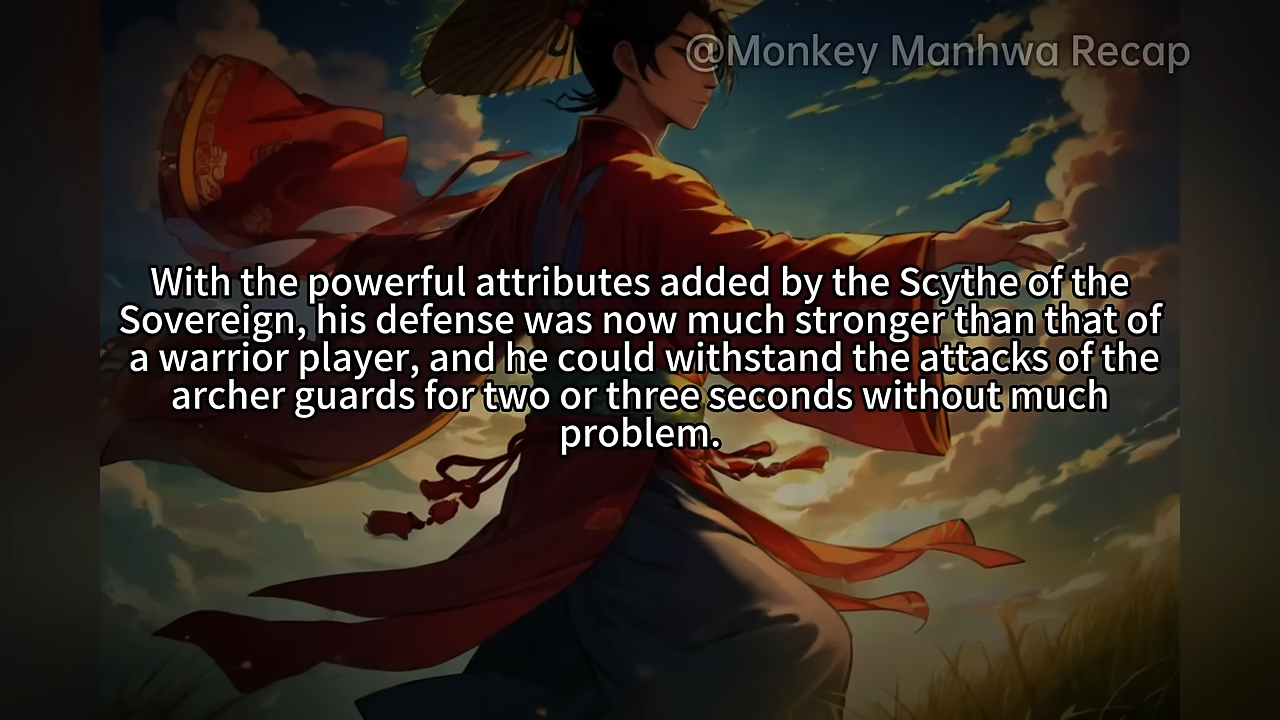 @Monkey Manhwa Recap
With the powerful attributes added by the Scythe of the
Sovereign, his defense was now much stronger than that of
a warrior player, and he could withstand the attacks of the
archer guards for two or three seconds without much
problem.